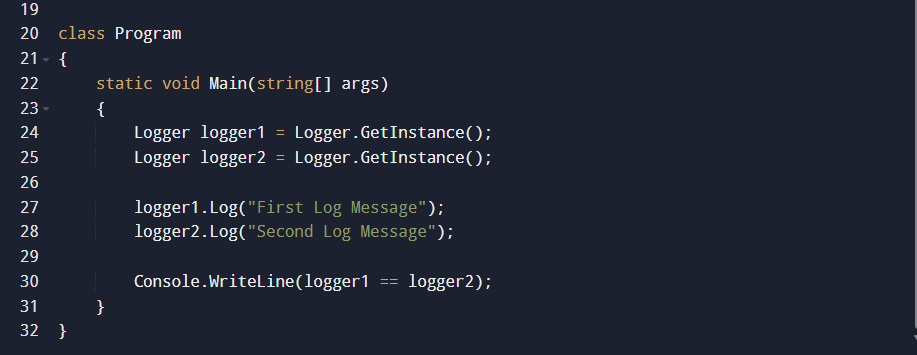 19
20 class Program
21 {
22     static void Main(string[] args)
23     {
24         Logger logger1 = Logger.GetInstance();
25         Logger logger2 = Logger.GetInstance();
26
27         logger1.Log("First Log Message");
28         logger2.Log("Second Log Message");
29
30         Console.WriteLine(logger1 == logger2);
31     }
32 }